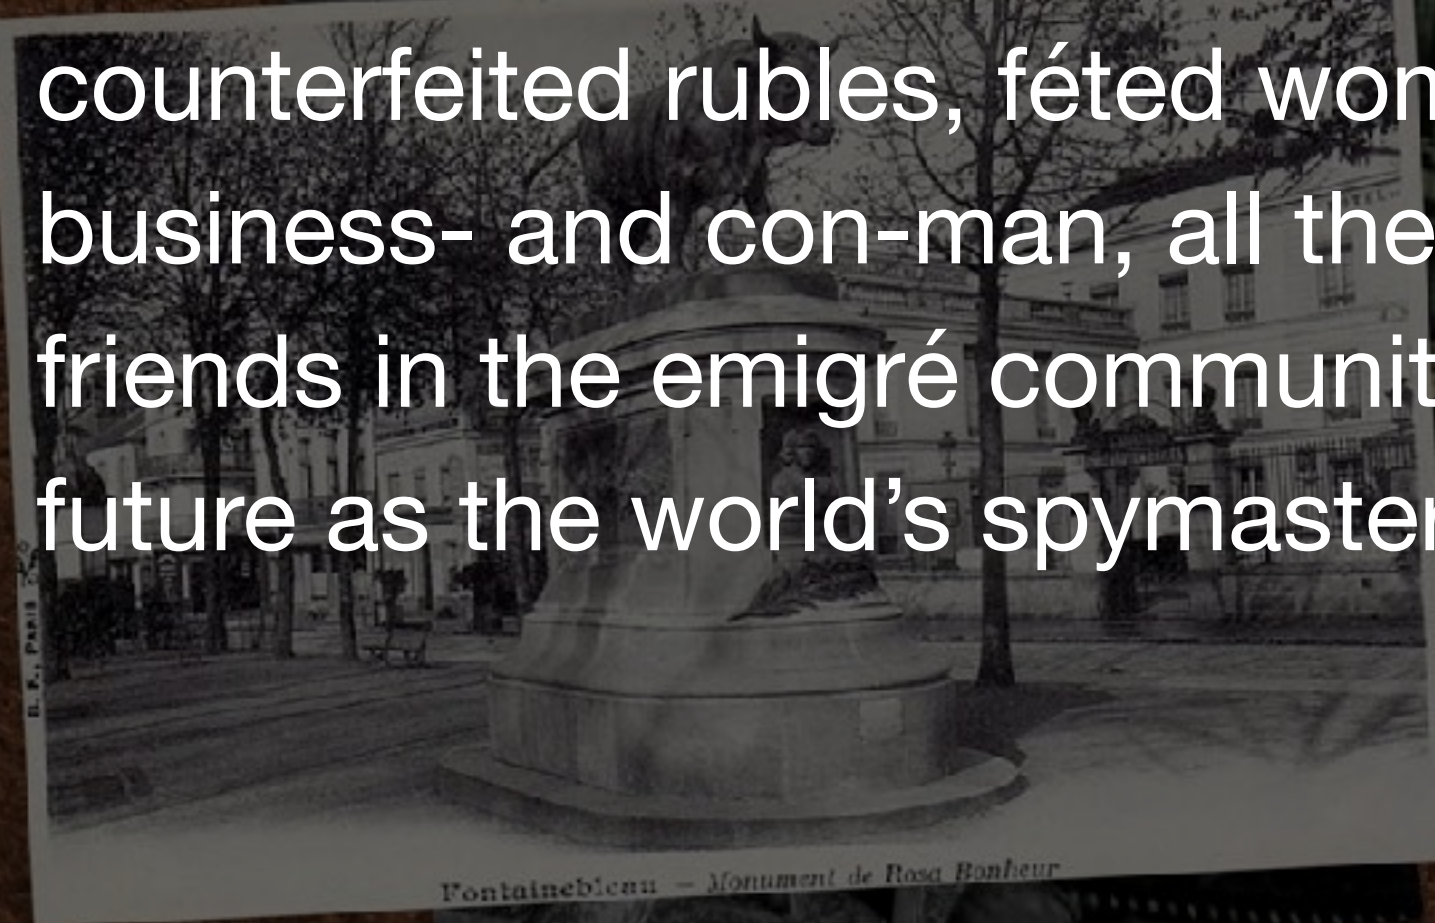 counterfeited rubles, féted won
business- and con-man, all the
friends in the emigré communit
future as the world’s spymaster
B. F., PARIS
Fontainebleau — Monument de Rosa Bonheur